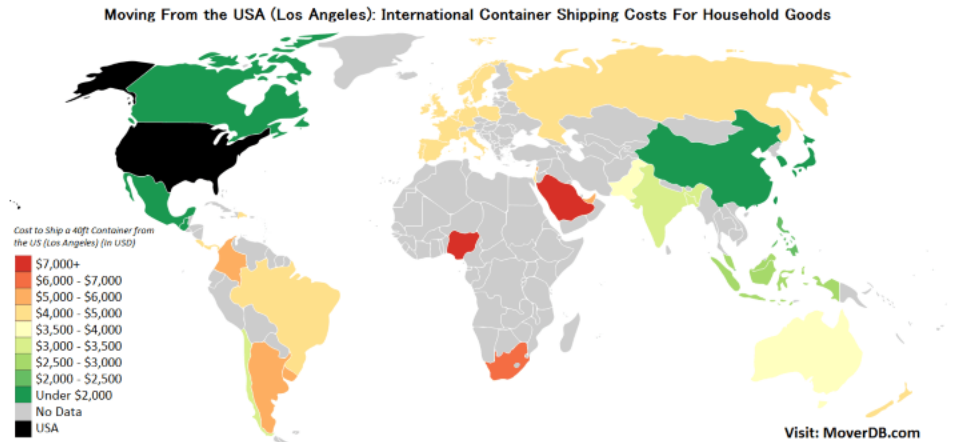 Moving From the USA (Los Angeles): International Container Shipping Costs For Household Goods
Cost to Ship a 40ft Container from
the US (Los Angeles) (In USD)
$7,000+
$6,000 - $7,000
$5,000 - $6,000
$4,000 - $5,000
$3,500 - $4,000
$3,000 - $3,500
$2,500 - $3,000
$2,000 - $2,500
Under $2,000
No Data
USA
Visit: MoverDB.com